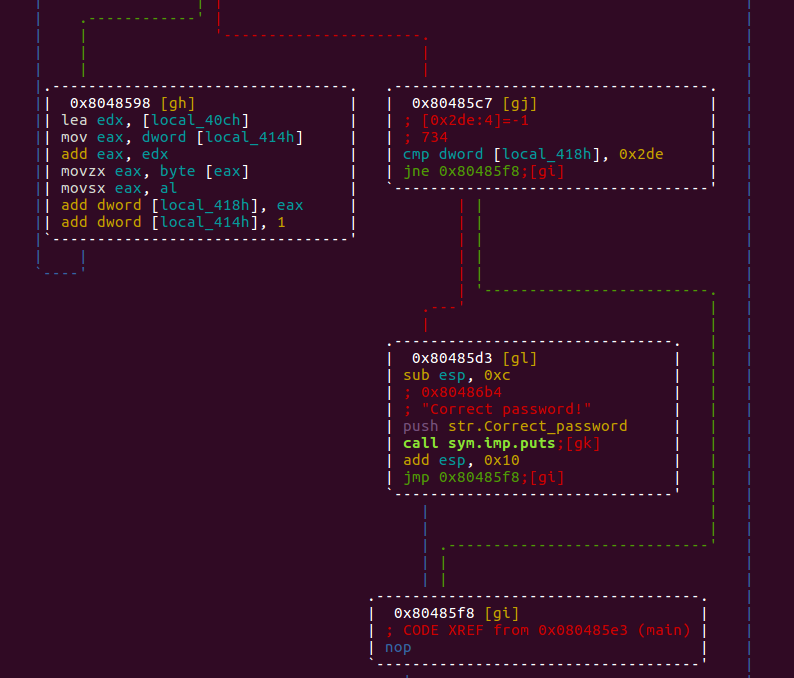 0x8048598 [gh]
lea edx, [local_40ch]
mov eax, dword [local_414h]
add eax, edx
movzx eax, byte [eax]
movsx eax, al
add dword [local_418h], eax
add dword [local_414h], 1
0x80485c7 [gj]
; [0x2de:4]=-1
; 734
cmp dword [local_418h], 0x2de
jne 0x80485f8;[gi]
0x80485d3 [gl]
sub esp, 0xc
; 0x80486b4
; "Correct password!"
push str.Correct_password
call sym.imp.puts;[gk]
add esp, 0x10
jmp 0x80485f8;[gi]
0x80485f8 [gi]
; CODE XREF from 0x080485e3 (main)
nop